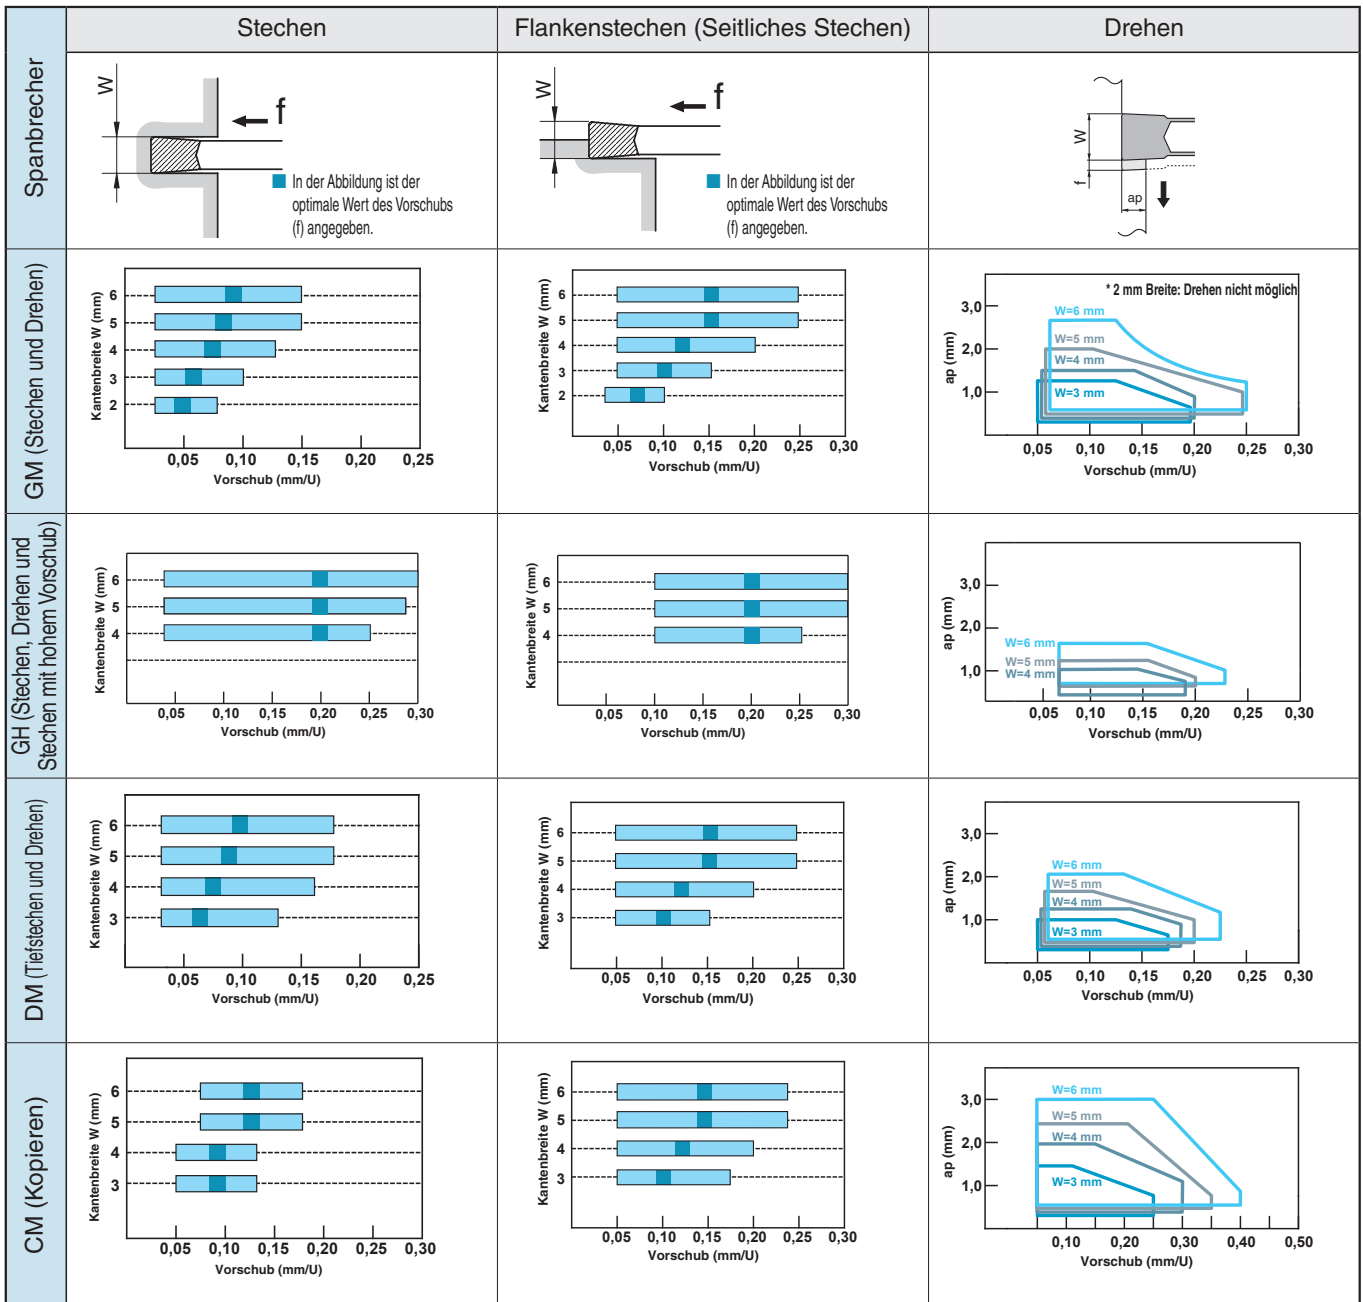 Spanbrecher
Stechen
Flankenstechen (Seitliches Stechen)
Drehen
W
f
In der Abbildung ist der
optimale Wert des Vorschubs
(f) angegeben.
W
f
In der Abbildung ist der
optimale Wert des Vorschubs
(f) angegeben.
W
f
ap
GM (Stechen und Drehen)
Kantenbreite W (mm)
6
5
4
3
2
0,05 0,10 0,15 0,20 0,25
Vorschub (mm/U)
Kantenbreite W (mm)
6
5
4
3
2
0,05 0,10 0,15 0,20 0,25 0,30
Vorschub (mm/U)
* 2 mm Breite: Drehen nicht möglich
ap (mm)
3,0
2,0
1,0
W=6 mm
W=5 mm
W=4 mm
W=3 mm
0,05 0,10 0,15 0,20 0,25 0,30
Vorschub (mm/U)
GH (Stechen, Drehen und
Stechen mit hohem Vorschub)
Kantenbreite W (mm)
6
5
4
0,05 0,10 0,15 0,20 0,25 0,30
Vorschub (mm/U)
Kantenbreite W (mm)
6
5
4
0,05 0,10 0,15 0,20 0,25 0,30
Vorschub (mm/U)
ap (mm)
3,0
2,0
1,0
W=6 mm
W=5 mm
W=4 mm
0,05 0,10 0,15 0,20 0,25 0,30
Vorschub (mm/U)
DM (Tiefstechen und Drehen)
Kantenbreite W (mm)
6
5
4
3
0,05 0,10 0,15 0,20 0,25
Vorschub (mm/U)
Kantenbreite W (mm)
6
5
4
3
0,05 0,10 0,15 0,20 0,25 0,30
Vorschub (mm/U)
ap (mm)
3,0
2,0
1,0
W=6 mm
W=5 mm
W=4 mm
W=3 mm
0,05 0,10 0,15 0,20 0,25 0,30
Vorschub (mm/U)
CM (Kopieren)
Kantenbreite W (mm)
6
5
4
3
0,05 0,10 0,15 0,20 0,25 0,30
Vorschub (mm/U)
Kantenbreite W (mm)
6
5
4
3
0,05 0,10 0,15 0,20 0,25 0,30
Vorschub (mm/U)
ap (mm)
3,0
2,0
1,0
W=6 mm
W=5 mm
W=4 mm
W=3 mm
0,10 0,20 0,30 0,40 0,50
Vorschub (mm/U)